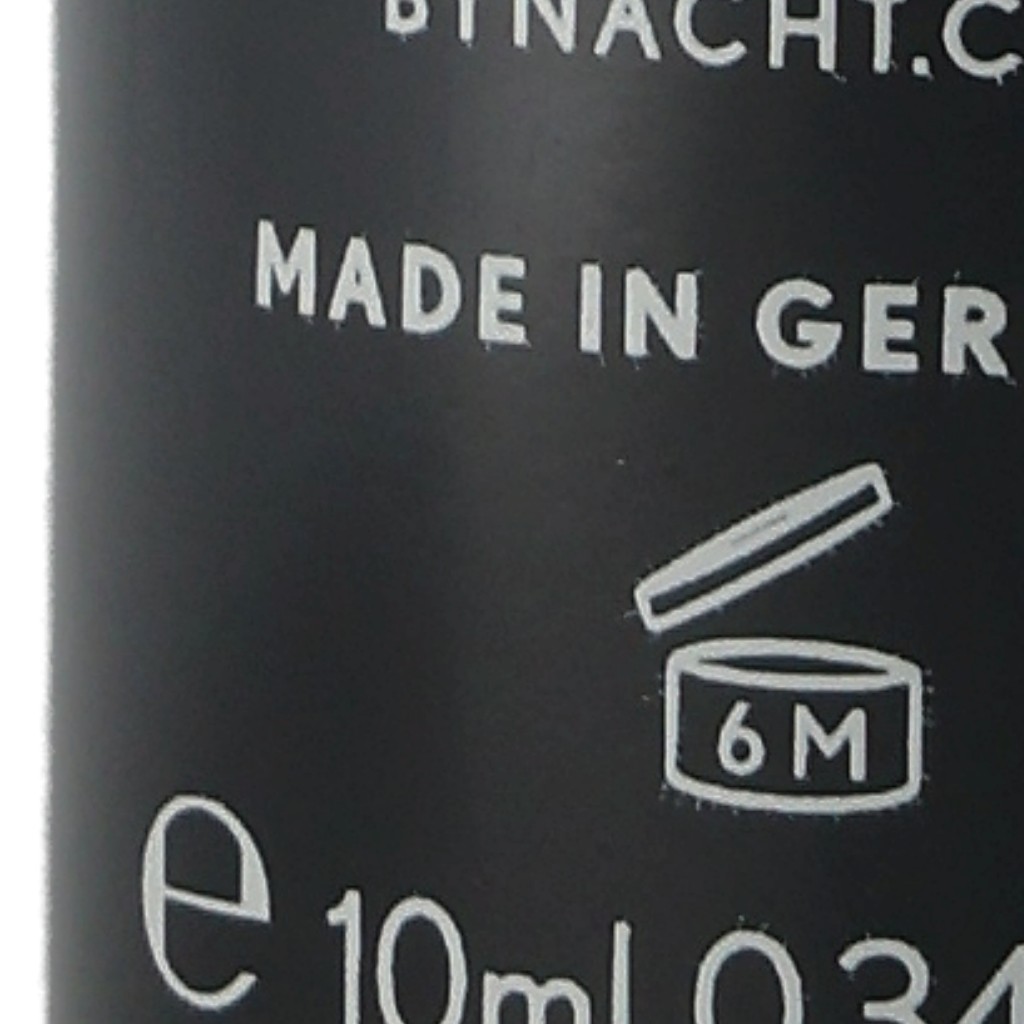 BYNACHT.C
MADE IN GER
6M
e 10ml 0.34